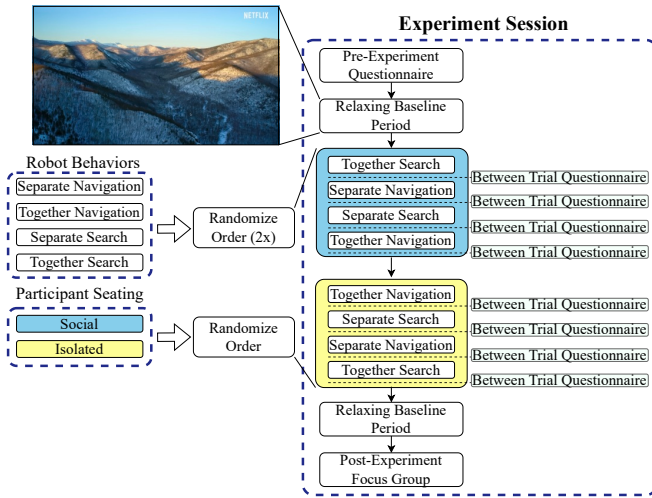 Experiment Session
NETFLIX
Pre-Experiment
Questionnaire
Relaxing Baseline
Period
Robot Behaviors
Separate Navigation
Together Navigation
Separate Search
Together Search
Randomize
Order (2x)
Together Search
Between Trial Questionnaire
Separate Navigation
Between Trial Questionnaire
Separate Search
Between Trial Questionnaire
Together Navigation
Between Trial Questionnaire
Participant Seating
Social
Isolated
Randomize
Order
Together Navigation
Between Trial Questionnaire
Separate Search
Between Trial Questionnaire
Separate Navigation
Between Trial Questionnaire
Together Search
Between Trial Questionnaire
Relaxing Baseline
Period
Post-Experiment
Focus Group